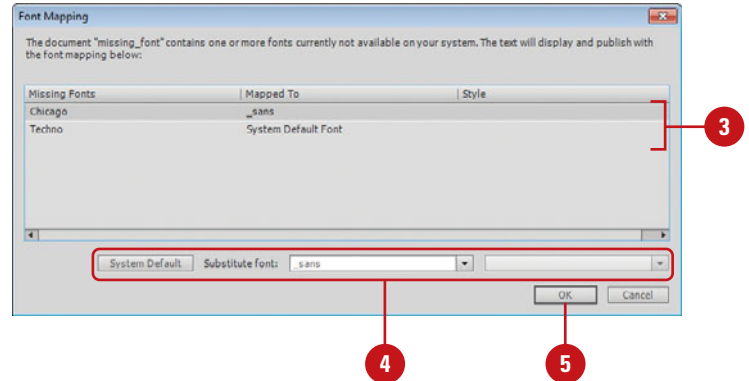 Font Mapping
The document "missing_font" contains one or more fonts currently not available on your system. The text will display and publish with
the font mapping below:
Missing Fonts | Mapped To | Style
Chicago _sans
Techno System Default Font
3
System Default Substitute font: _sans
OK Cancel
4 5